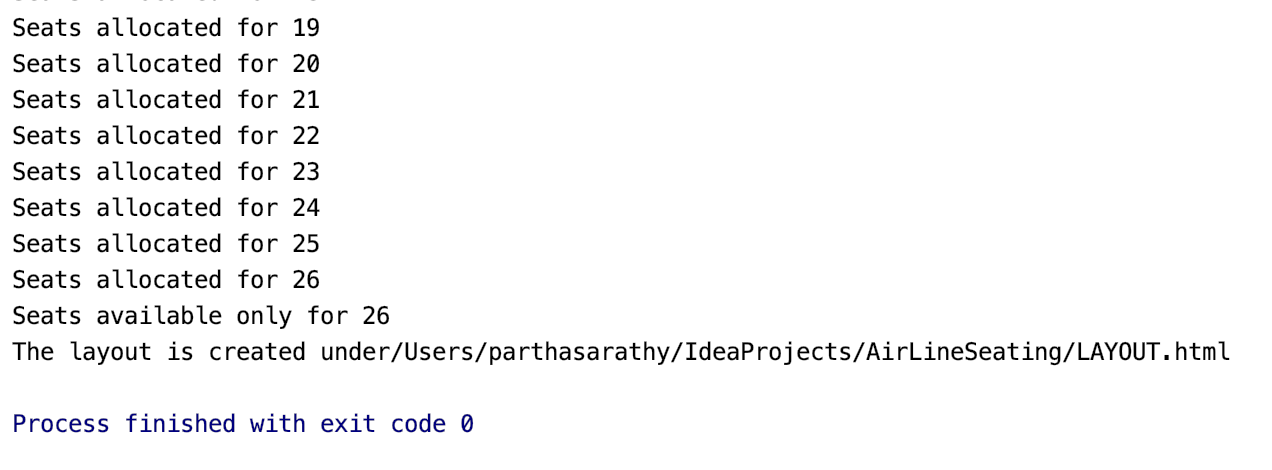 Seats allocated for 19
Seats allocated for 20
Seats allocated for 21
Seats allocated for 22
Seats allocated for 23
Seats allocated for 24
Seats allocated for 25
Seats allocated for 26
Seats available only for 26
The layout is created under/Users/parthasarathy/IdeaProjects/AirLineSeating/LAYOUT.html
Process finished with exit code 0